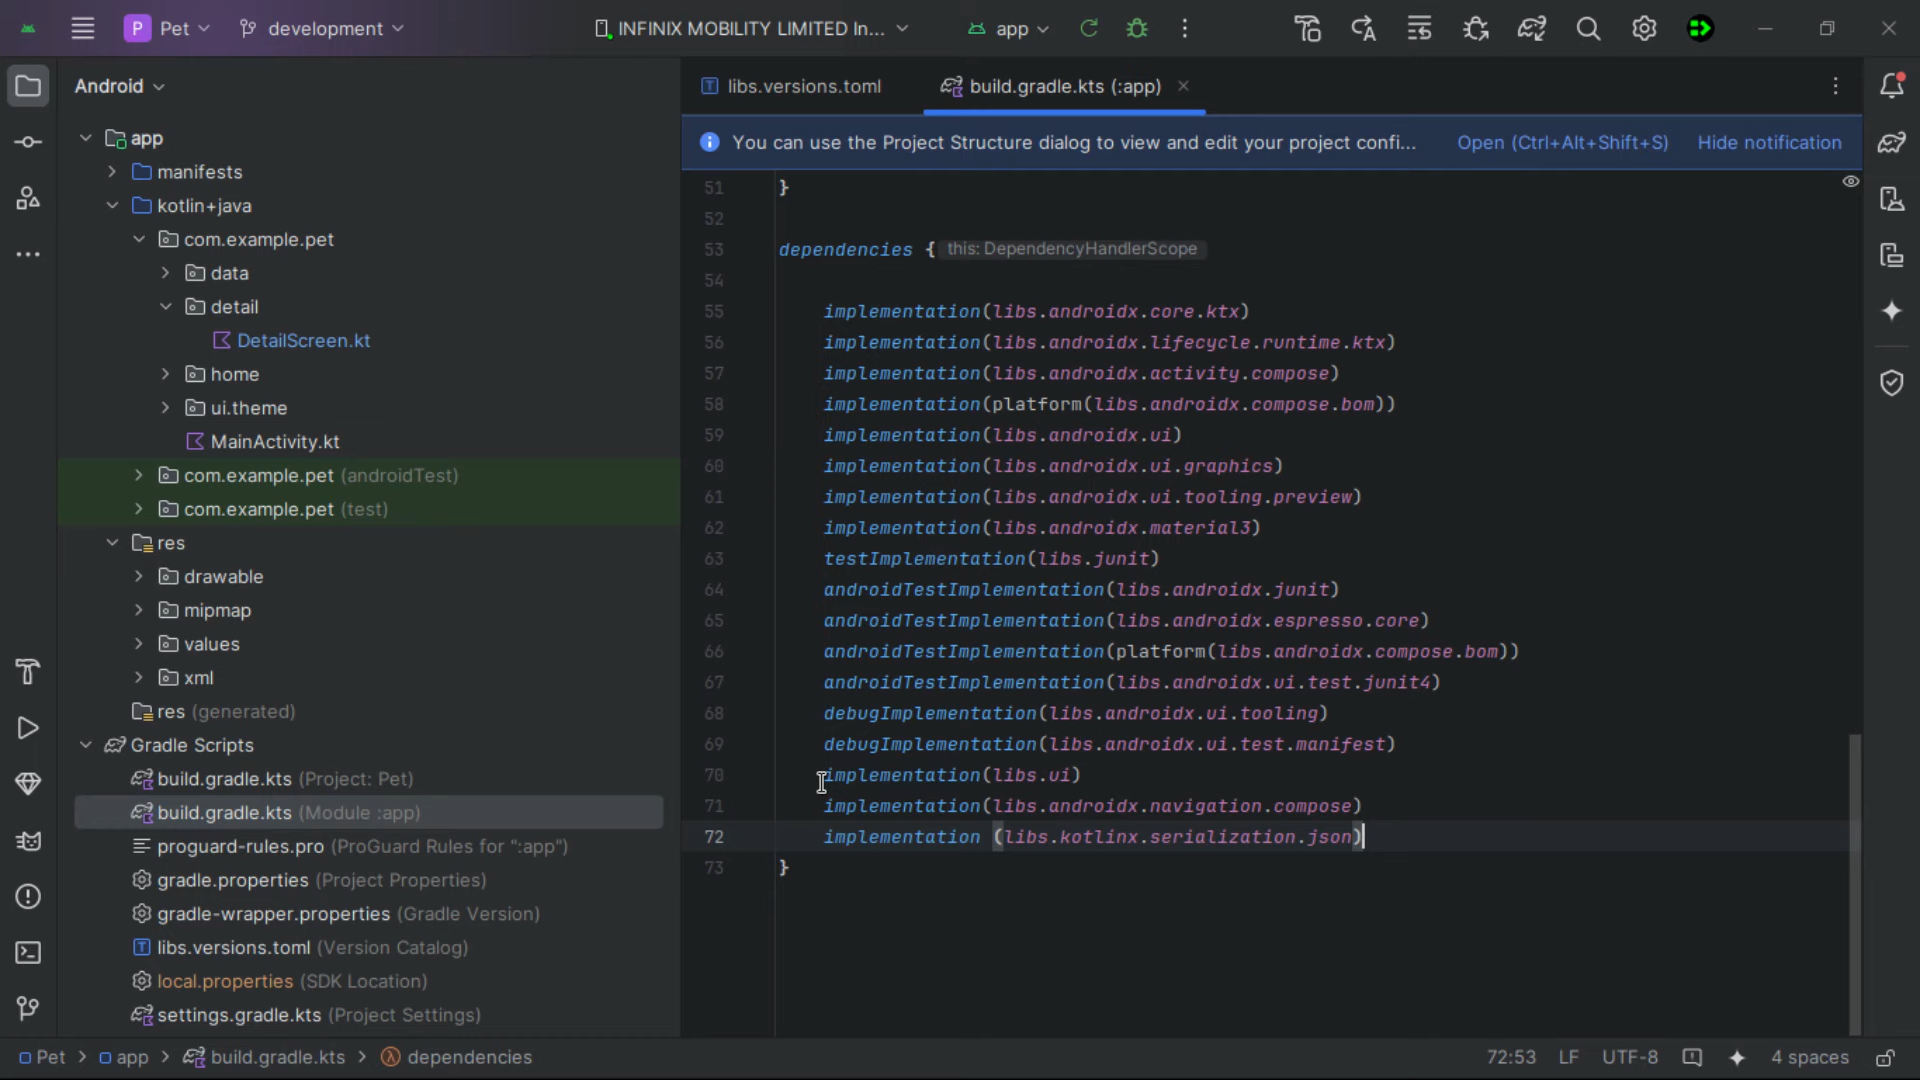 P Pet development INFINIX MOBILITY LIMITED In... app
Android
app
manifests
kotlin+java
com.example.pet
data
detail
DetailScreen.kt
home
ui.theme
MainActivity.kt
com.example.pet (androidTest)
com.example.pet (test)
res
drawable
mipmap
values
xml
res (generated)
Gradle Scripts
build.gradle.kts (Project: Pet)
build.gradle.kts (Module :app)
proguard-rules.pro (ProGuard Rules for ":app")
gradle.properties (Project Properties)
gradle-wrapper.properties (Gradle Version)
libs.versions.toml (Version Catalog)
local.properties (SDK Location)
settings.gradle.kts (Project Settings)
libs.versions.toml build.gradle.kts (:app)
You can use the Project Structure dialog to view and edit your project confi... Open (Ctrl+Alt+Shift+S) Hide notification
51 }
52
53 dependencies { this: DependencyHandlerScope
54
55 implementation(libs.androidx.core.ktx)
56 implementation(libs.androidx.lifecycle.runtime.ktx)
57 implementation(libs.androidx.activity.compose)
58 implementation(platform(libs.androidx.compose.bom))
59 implementation(libs.androidx.ui)
60 implementation(libs.androidx.ui.graphics)
61 implementation(libs.androidx.ui.tooling.preview)
62 implementation(libs.androidx.material3)
63 testImplementation(libs.junit)
64 androidTestImplementation(libs.androidx.junit)
65 androidTestImplementation(libs.androidx.espresso.core)
66 androidTestImplementation(platform(libs.androidx.compose.bom))
67 androidTestImplementation(libs.androidx.ui.test.junit4)
68 debugImplementation(libs.androidx.ui.tooling)
69 debugImplementation(libs.androidx.ui.test.manifest)
70 implementation(libs.ui)
71 implementation(libs.androidx.navigation.compose)
72 implementation (libs.kotlinx.serialization.json)
73 }
Pet > app > build.gradle.kts > dependencies 72:53 LF UTF-8 4 spaces